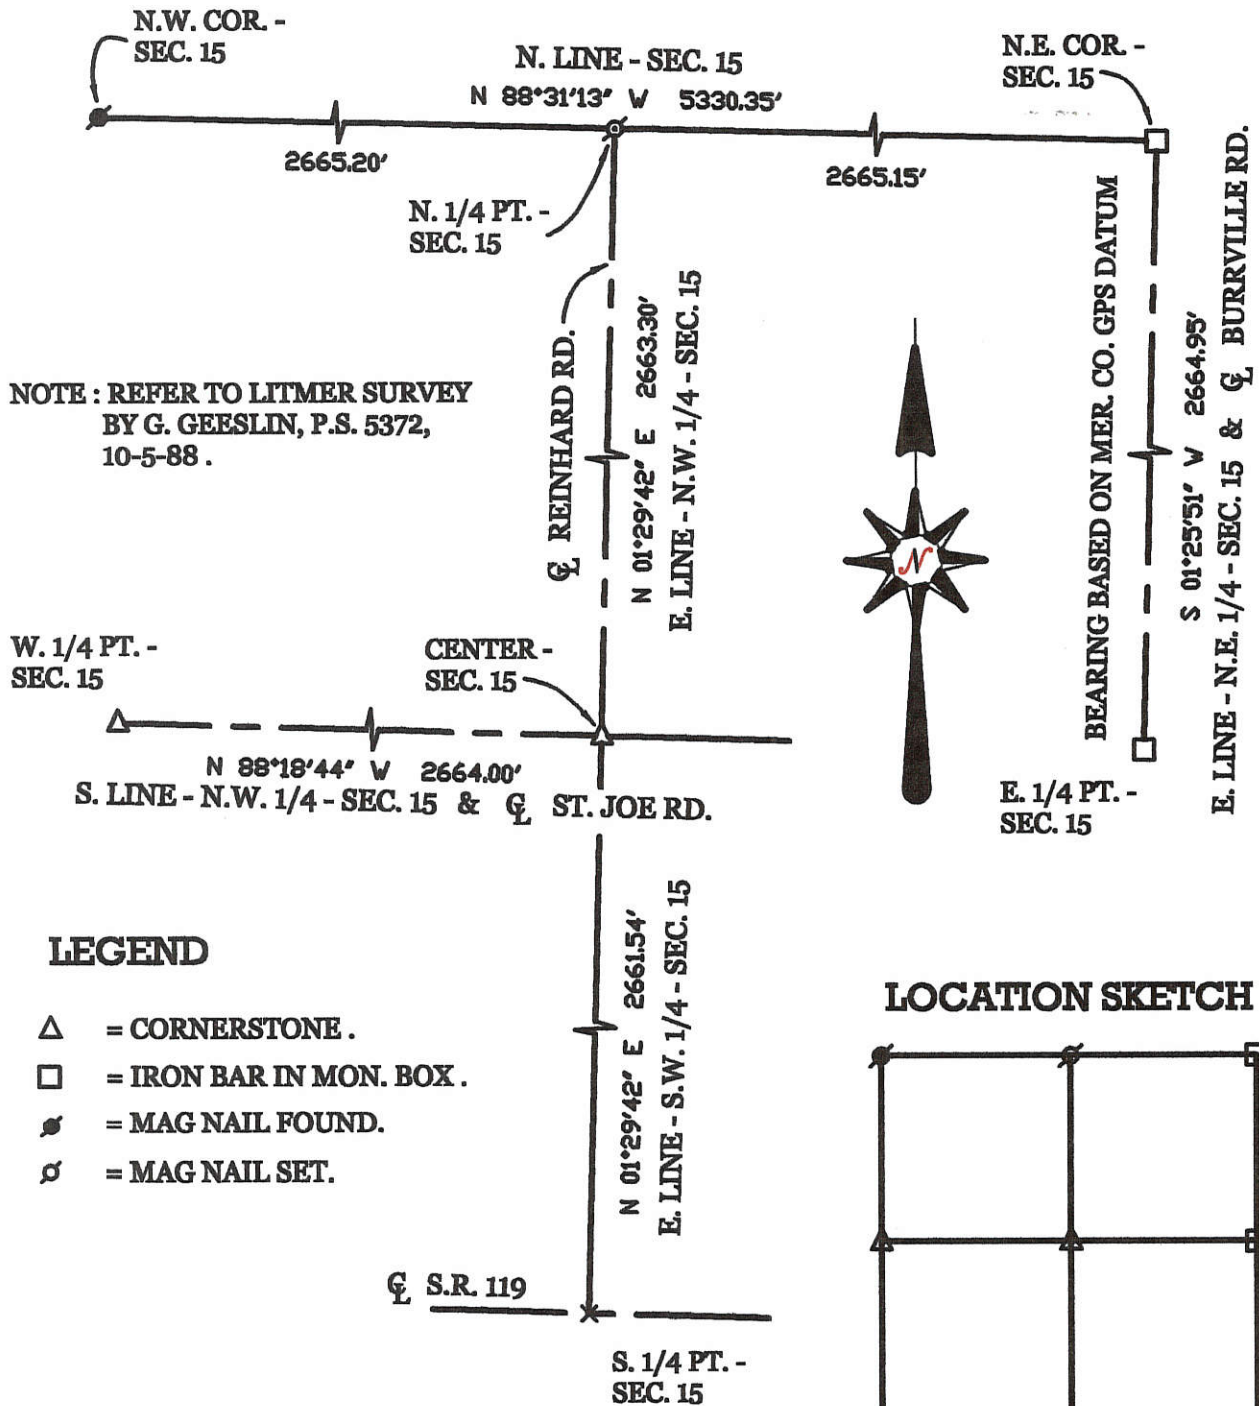 N.W. COR. -
SEC. 15
N. LINE - SEC. 15
N 88°31'13" W 5330.35'
N.E. COR. -
SEC. 15
2665.20'
2665.15'
N. 1/4 PT. -
SEC. 15
℄ REINHARD RD.
N 01°29'42" E 2663.30'
E. LINE - N.W. 1/4 - SEC. 15
BEARING BASED ON MER. CO. GPS DATUM
S 01°25'51" W 2664.95'
E. LINE - N.E. 1/4 - SEC. 15 & ℄ BURRVILLE RD.
NOTE : REFER TO LITMER SURVEY
BY G. GEESLIN, P.S. 5372,
10-5-88 .
N
W. 1/4 PT. -
SEC. 15
CENTER -
SEC. 15
N 88°18'44" W 2664.00'
S. LINE - N.W. 1/4 - SEC. 15 & ℄ ST. JOE RD.
E. 1/4 PT. -
SEC. 15
N 01°29'42" E 2661.54'
E. LINE - S.W. 1/4 - SEC. 15
LEGEND
= CORNERSTONE .
= IRON BAR IN MON. BOX .
= MAG NAIL FOUND.
= MAG NAIL SET.
LOCATION SKETCH
℄ S.R. 119
S. 1/4 PT. -
SEC. 15